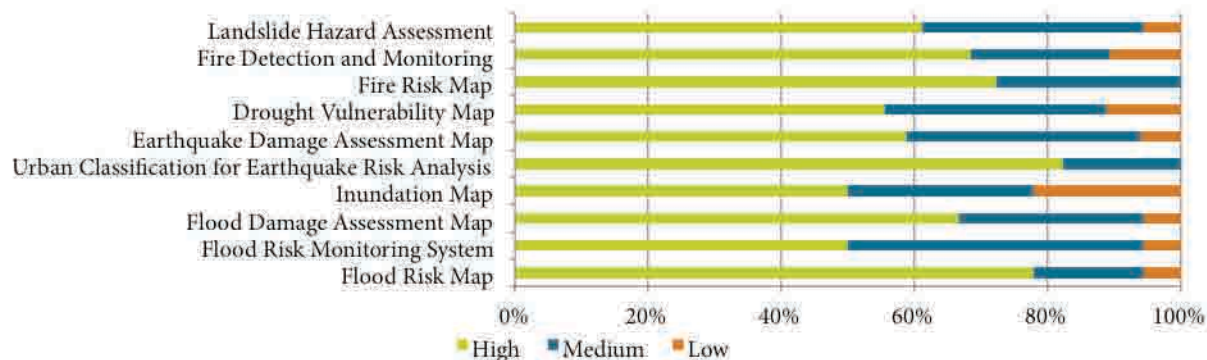 Landslide Hazard Assessment
Fire Detection and Monitoring
Fire Risk Map
Drought Vulnerability Map
Earthquake Damage Assessment Map
Urban Classification for Earthquake Risk Analysis
Inundation Map
Flood Damage Assessment Map
Flood Risk Monitoring System
Flood Risk Map
0% 20% 40% 60% 80% 100%
High Medium Low